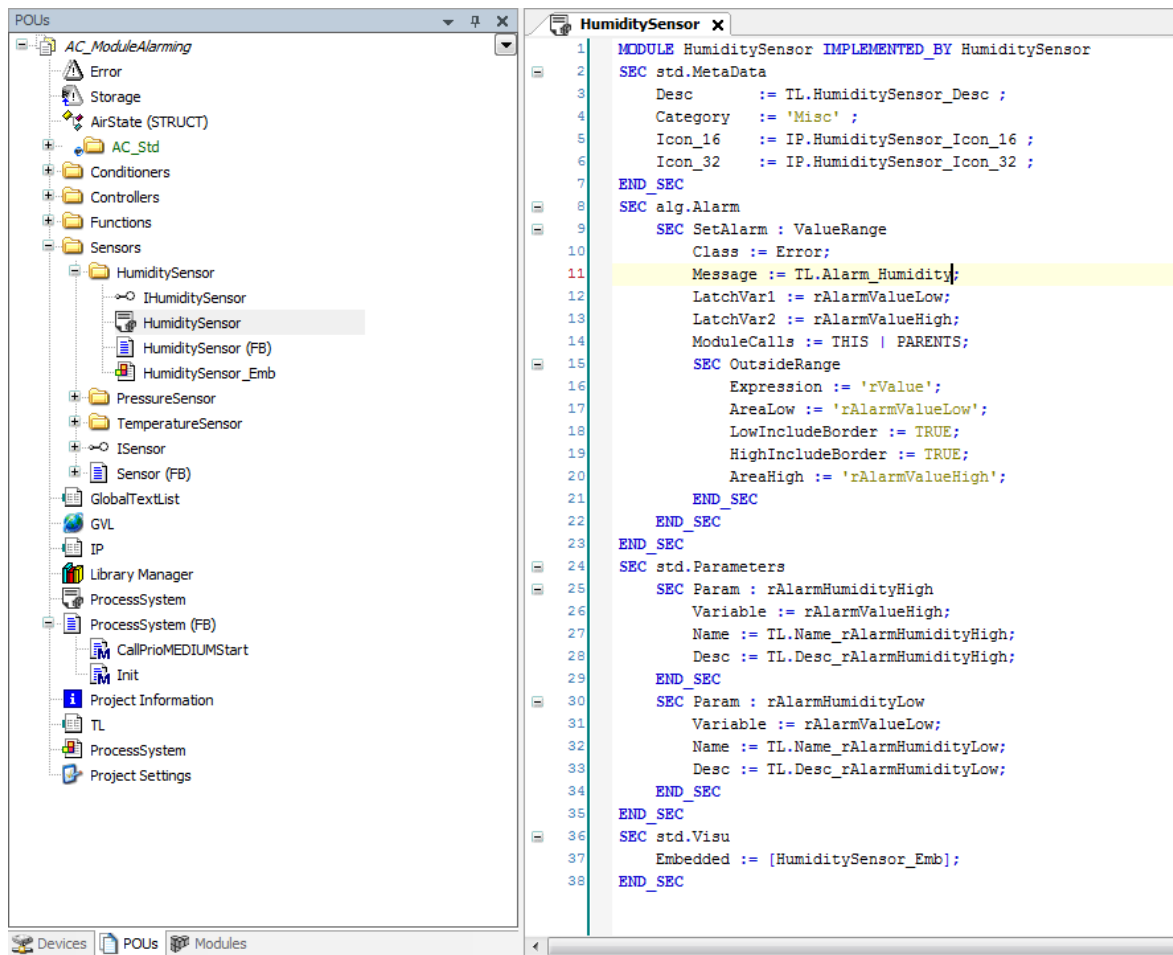 POUs
AC_ModuleAlarming
Error
Storage
AirState (STRUCT)
AC_Std
Conditioners
Controllers
Functions
Sensors
HumiditySensor
IHumiditySensor
HumiditySensor
HumiditySensor (FB)
HumiditySensor_Emb
PressureSensor
TemperatureSensor
ISensor
Sensor (FB)
GlobalTextList
GVL
IP
Library Manager
ProcessSystem
ProcessSystem (FB)
CallPrioMEDIUMStart
Init
Project Information
TL
ProcessSystem
Project Settings
Devices POUs Modules
HumiditySensor
1 MODULE HumiditySensor IMPLEMENTED_BY HumiditySensor
2 SEC std.MetaData
3 Desc := TL.HumiditySensor_Desc ;
4 Category := 'Misc' ;
5 Icon_16 := IP.HumiditySensor_Icon_16 ;
6 Icon_32 := IP.HumiditySensor_Icon_32 ;
7 END_SEC
8 SEC alg.Alarm
9 SEC SetAlarm : ValueRange
10 Class := Error;
11 Message := TL.Alarm_Humidity;
12 LatchVar1 := rAlarmValueLow;
13 LatchVar2 := rAlarmValueHigh;
14 ModuleCalls := THIS | PARENTS;
15 SEC OutsideRange
16 Expression := 'rValue';
17 AreaLow := 'rAlarmValueLow';
18 LowIncludeBorder := TRUE;
19 HighIncludeBorder := TRUE;
20 AreaHigh := 'rAlarmValueHigh';
21 END_SEC
22 END_SEC
23 END_SEC
24 SEC std.Parameters
25 SEC Param : rAlarmHumidityHigh
26 Variable := rAlarmValueHigh;
27 Name := TL.Name_rAlarmHumidityHigh;
28 Desc := TL.Desc_rAlarmHumidityHigh;
29 END_SEC
30 SEC Param : rAlarmHumidityLow
31 Variable := rAlarmValueLow;
32 Name := TL.Name_rAlarmHumidityLow;
33 Desc := TL.Desc_rAlarmHumidityLow;
34 END_SEC
35 END_SEC
36 SEC std.Visu
37 Embedded := [HumiditySensor_Emb];
38 END_SEC